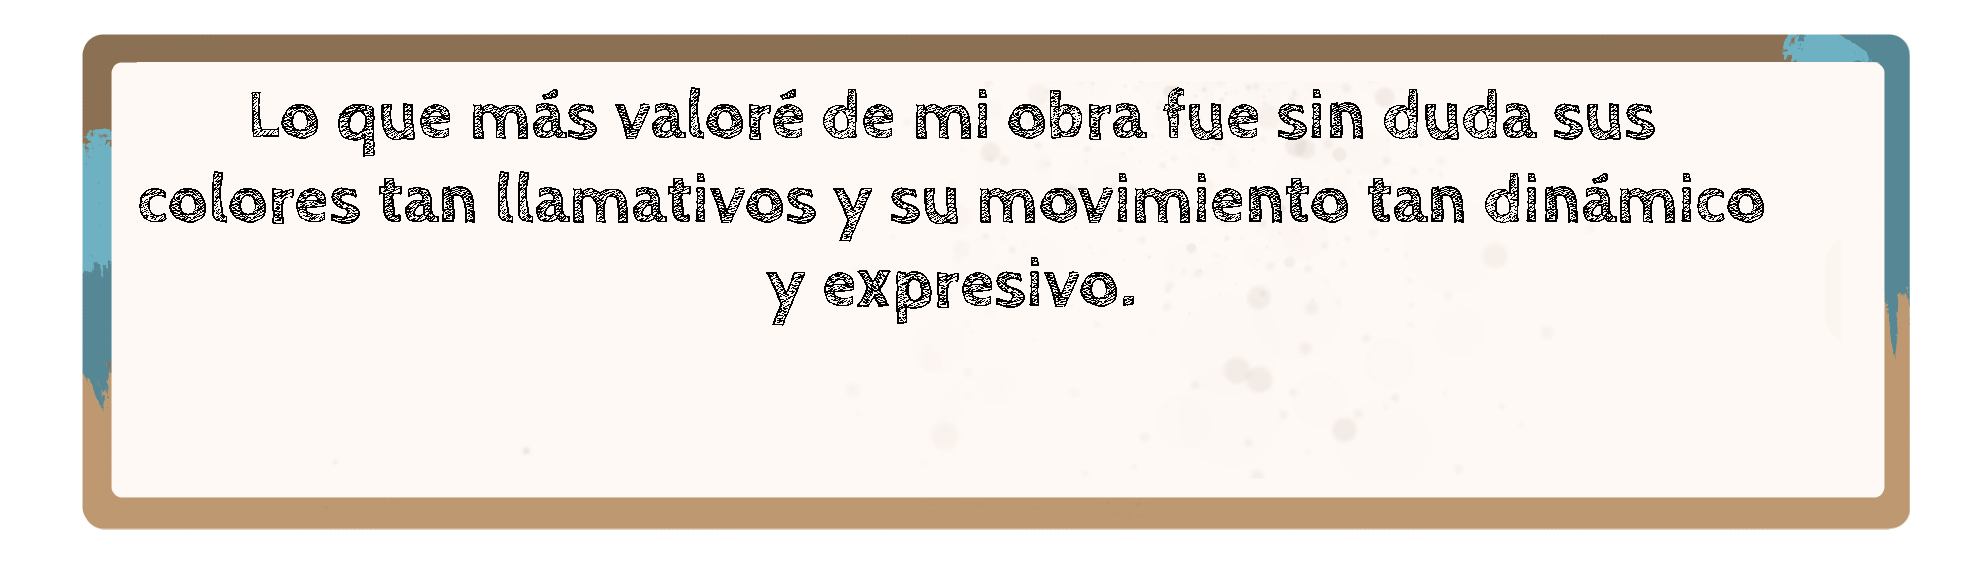 Lo que más valoré de mi obra fue sin duda sus
colores tan llamativos y su movimiento tan dinámico
y expresivo.